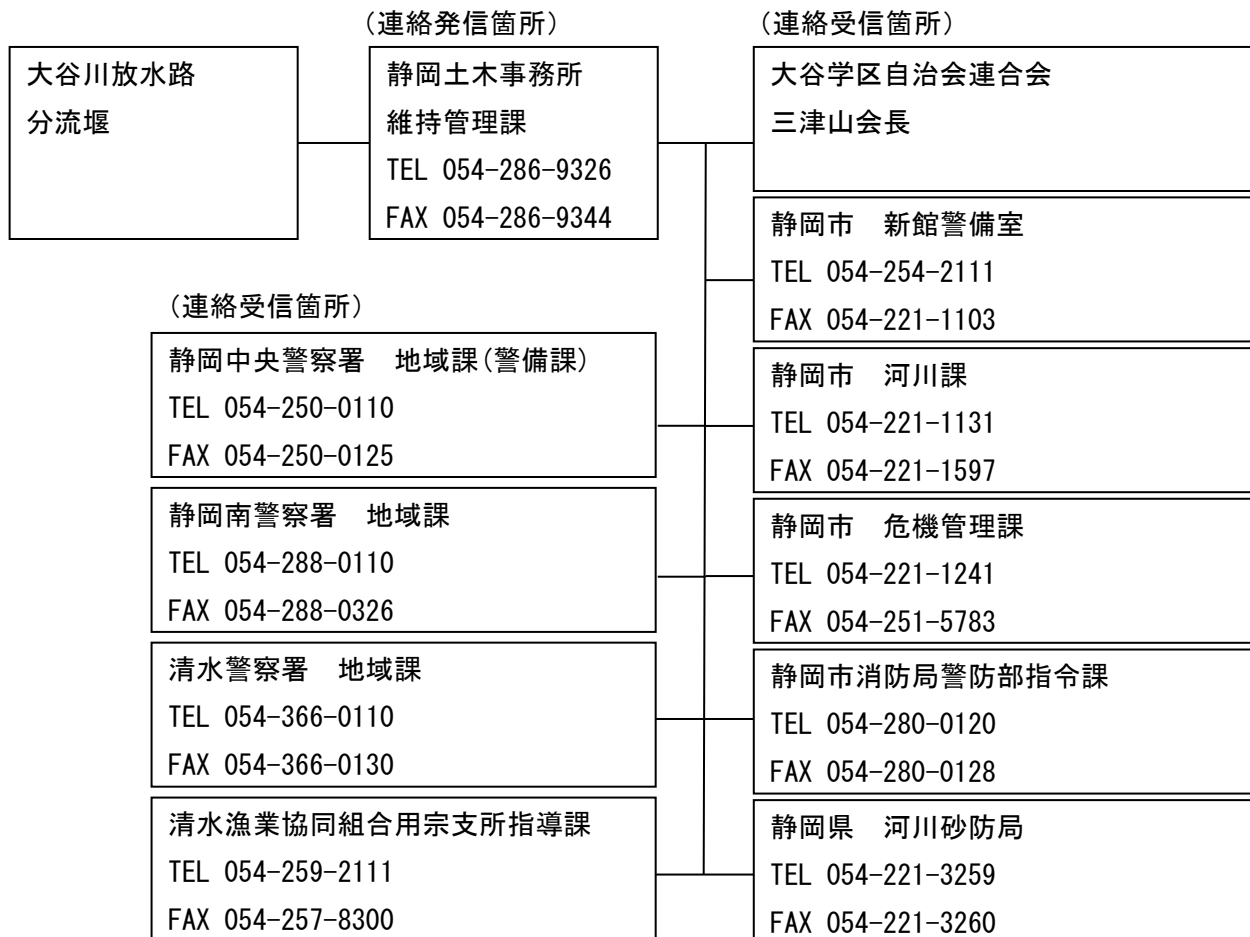 （連絡発信箇所）
（連絡受信箇所）
大谷川放水路
分流堰
静岡土木事務所
維持管理課
TEL 054-286-9326
FAX 054-286-9344
大谷学区自治会連合会
三津山会長
静岡市　新館警備室
TEL 054-254-2111
FAX 054-221-1103
静岡市　河川課
TEL 054-221-1131
FAX 054-221-1597
静岡市　危機管理課
TEL 054-221-1241
FAX 054-251-5783
静岡市消防局警防部指令課
TEL 054-280-0120
FAX 054-280-0128
静岡県　河川砂防局
TEL 054-221-3259
FAX 054-221-3260
（連絡受信箇所）
静岡中央警察署　地域課（警備課）
TEL 054-250-0110
FAX 054-250-0125
静岡南警察署　地域課
TEL 054-288-0110
FAX 054-288-0326
清水警察署　地域課
TEL 054-366-0110
FAX 054-366-0130
清水漁業協同組合用宗支所指導課
TEL 054-259-2111
FAX 054-257-8300